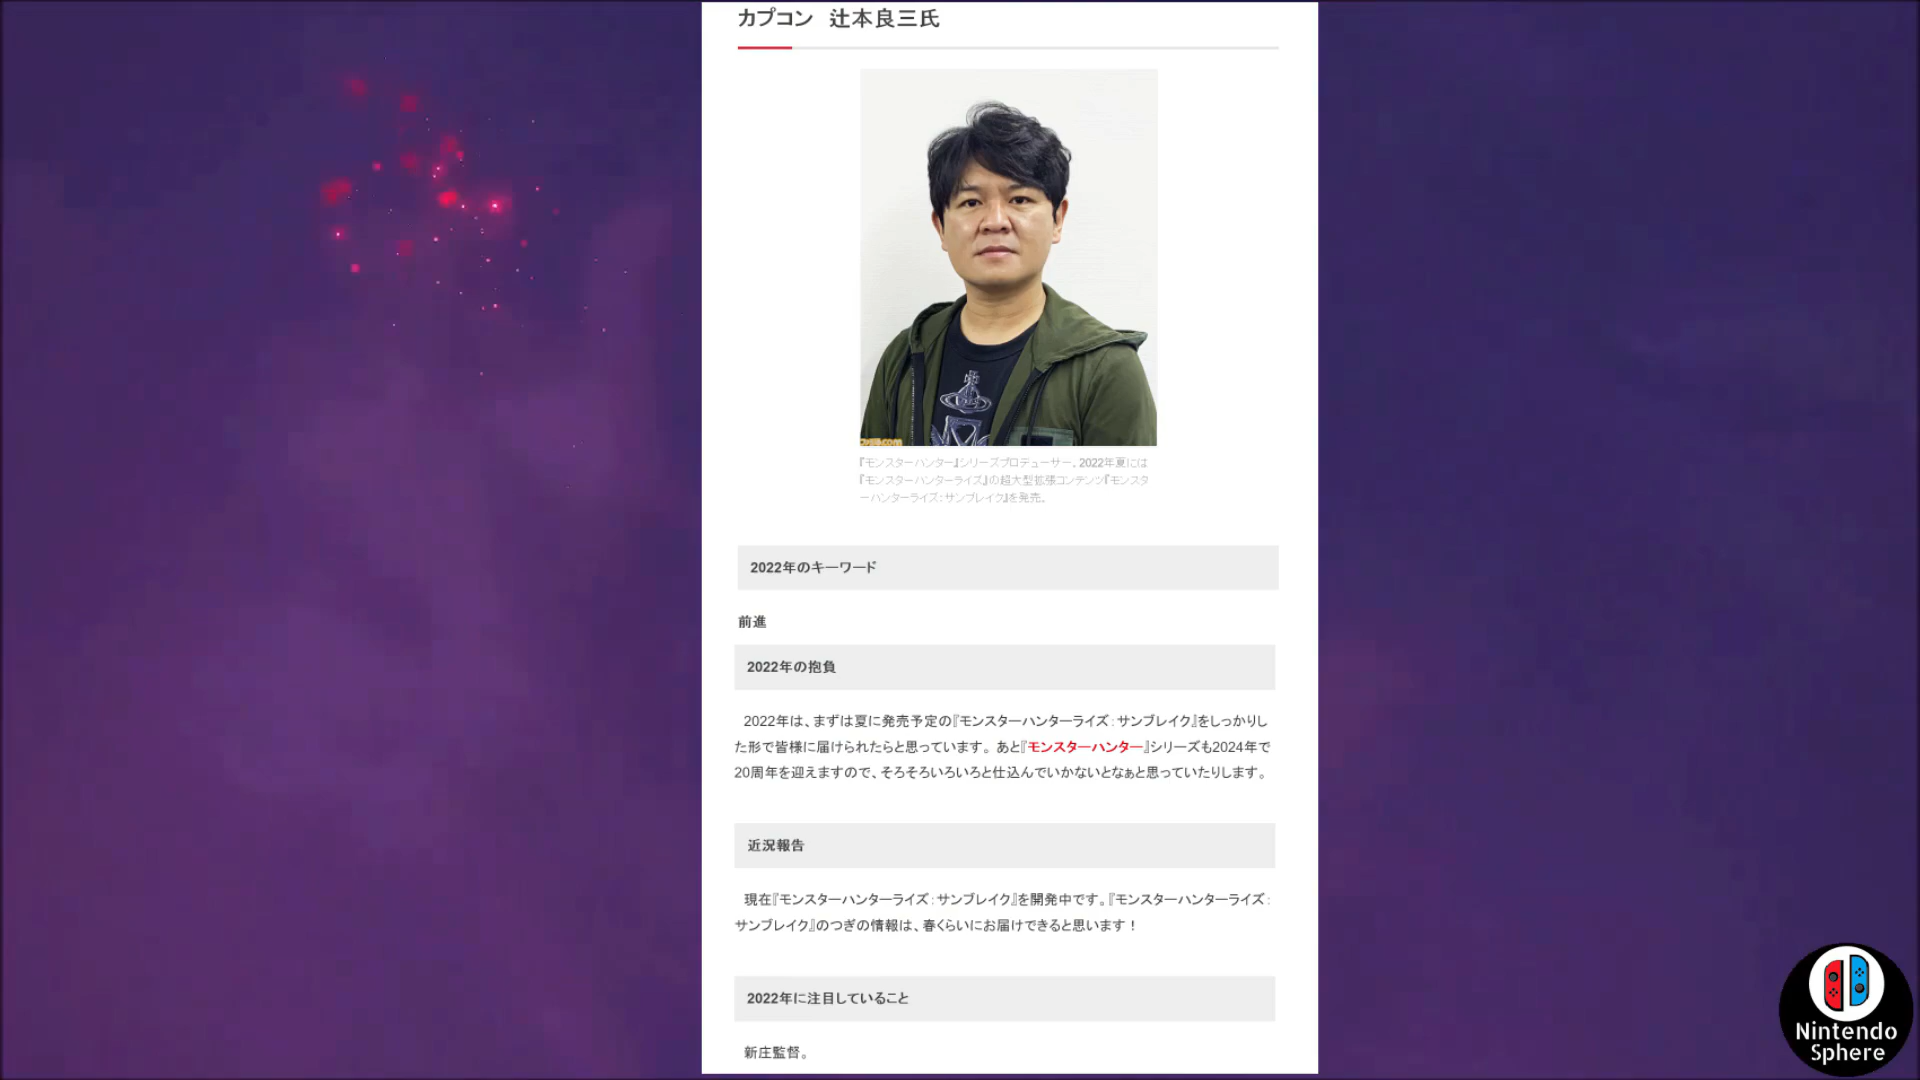 カプコン 辻本良三氏
『モンスターハンター』シリーズプロデューサー。2022年夏には
『モンスターハンターライズ』の超大型拡張コンテンツ『モンスタ
ーハンターライズ：サンブレイク』を発売。
2022年のキーワード
前進
2022年の抱負
2022年は、まずは夏に発売予定の『モンスターハンターライズ：サンブレイク』をしっかりし
た形で皆様に届けられたらと思っています。あと『モンスターハンター』シリーズも2024年で
20周年を迎えますので、そろそろいろいろと仕込んでいかないとなぁと思っていたりします。
近況報告
現在『モンスターハンターライズ：サンブレイク』を開発中です。『モンスターハンターライズ：
サンブレイク』のつぎの情報は、春くらいにお届けできると思います！
2022年に注目していること
新庄監督。
Nintendo
Sphere